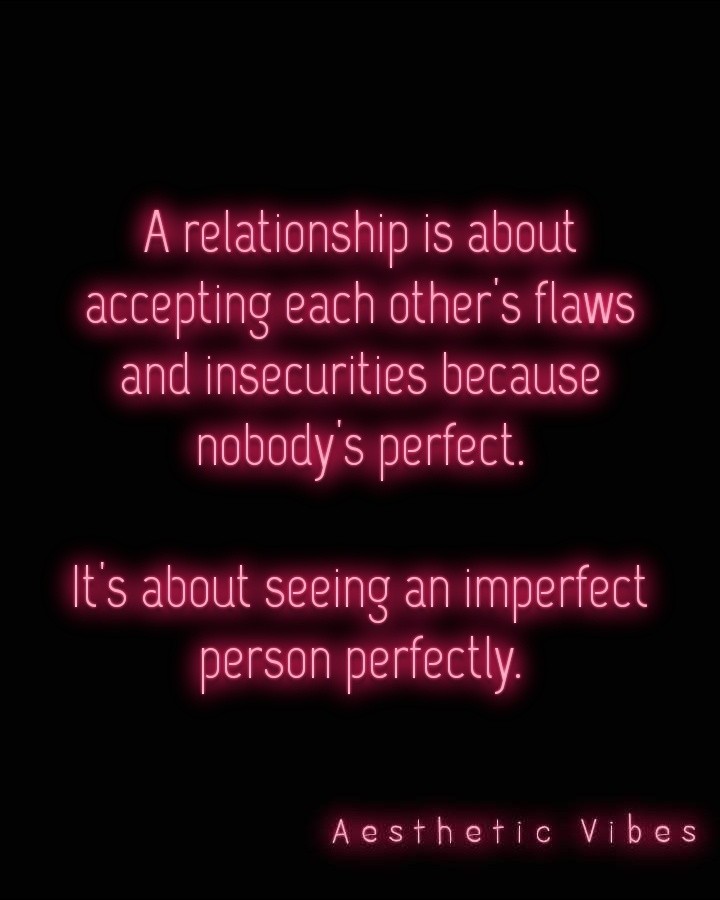 A relationship is about
accepting each other's flaws
and insecurities because
nobody's perfect.
It's about seeing an imperfect
person perfectly.
Aesthetic Vibes